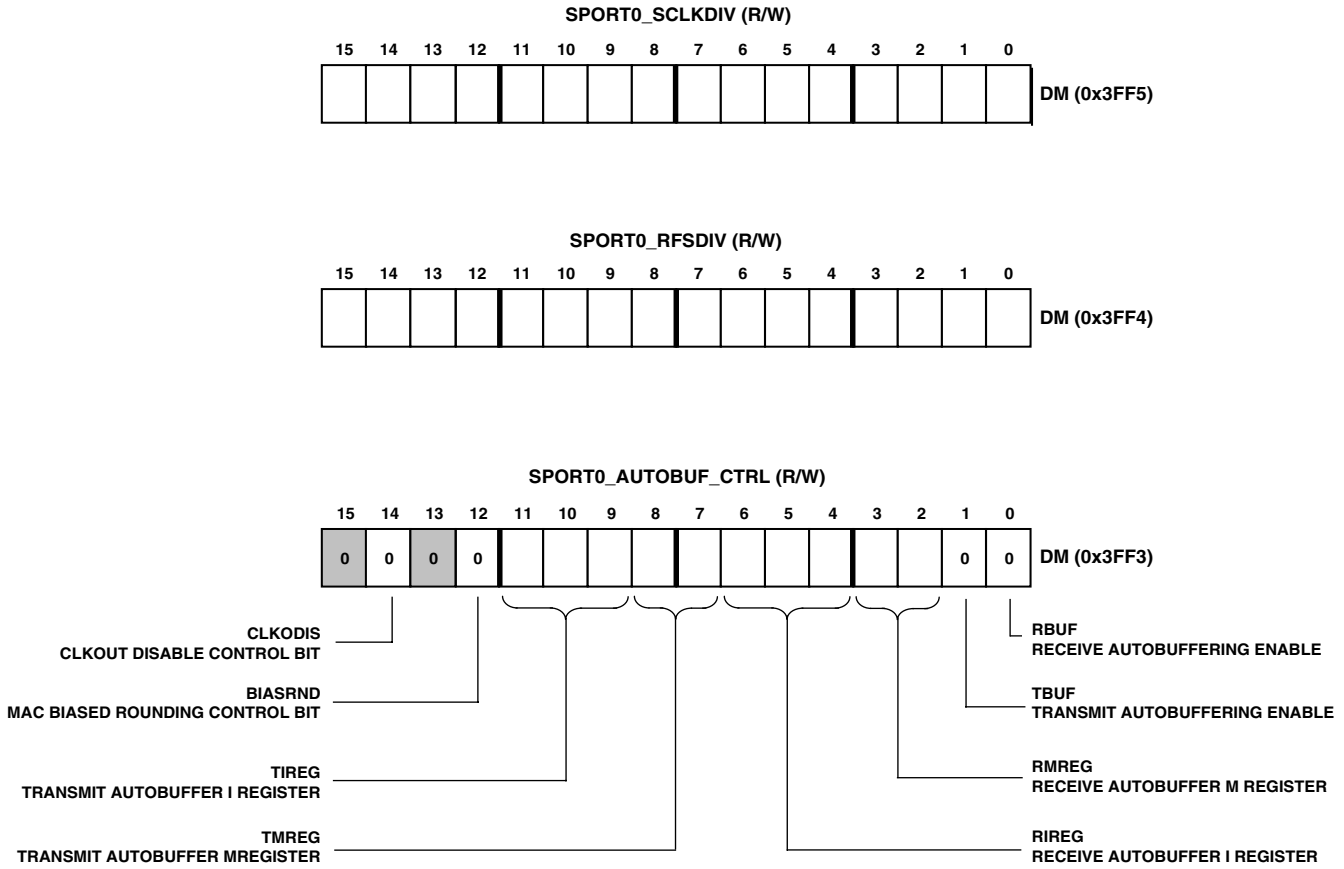 SPORT0_SCLKDIV (R/W)
15 14 13 12 11 10 9 8 7 6 5 4 3 2 1 0
DM (0x3FF5)
SPORT0_RFSDIV (R/W)
15 14 13 12 11 10 9 8 7 6 5 4 3 2 1 0
DM (0x3FF4)
SPORT0_AUTOBUF_CTRL (R/W)
15 14 13 12 11 10 9 8 7 6 5 4 3 2 1 0
0 0 0 0 0 0 DM (0x3FF3)
CLKODIS
CLKOUT DISABLE CONTROL BIT
BIASRND
MAC BIASED ROUNDING CONTROL BIT
TIREG
TRANSMIT AUTOBUFFER I REGISTER
TMREG
TRANSMIT AUTOBUFFER MREGISTER
RBUF
RECEIVE AUTOBUFFERING ENABLE
TBUF
TRANSMIT AUTOBUFFERING ENABLE
RMREG
RECEIVE AUTOBUFFER M REGISTER
RIREG
RECEIVE AUTOBUFFER I REGISTER